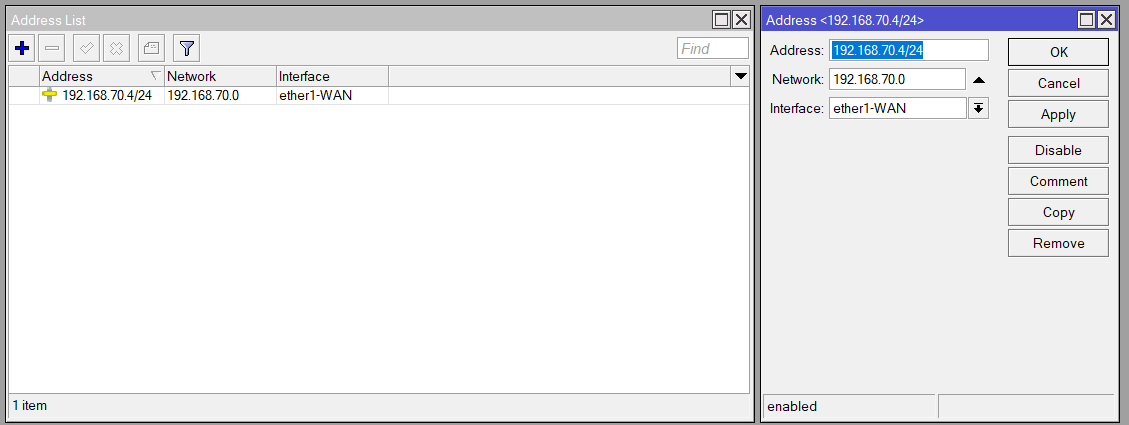 Address List
Find
Address Network Interface
192.168.70.4/24 192.168.70.0 ether1-WAN
1 item
Address <192.168.70.4/24>
Address: 192.168.70.4/24
Network: 192.168.70.0
Interface: ether1-WAN
OK
Cancel
Apply
Disable
Comment
Copy
Remove
enabled